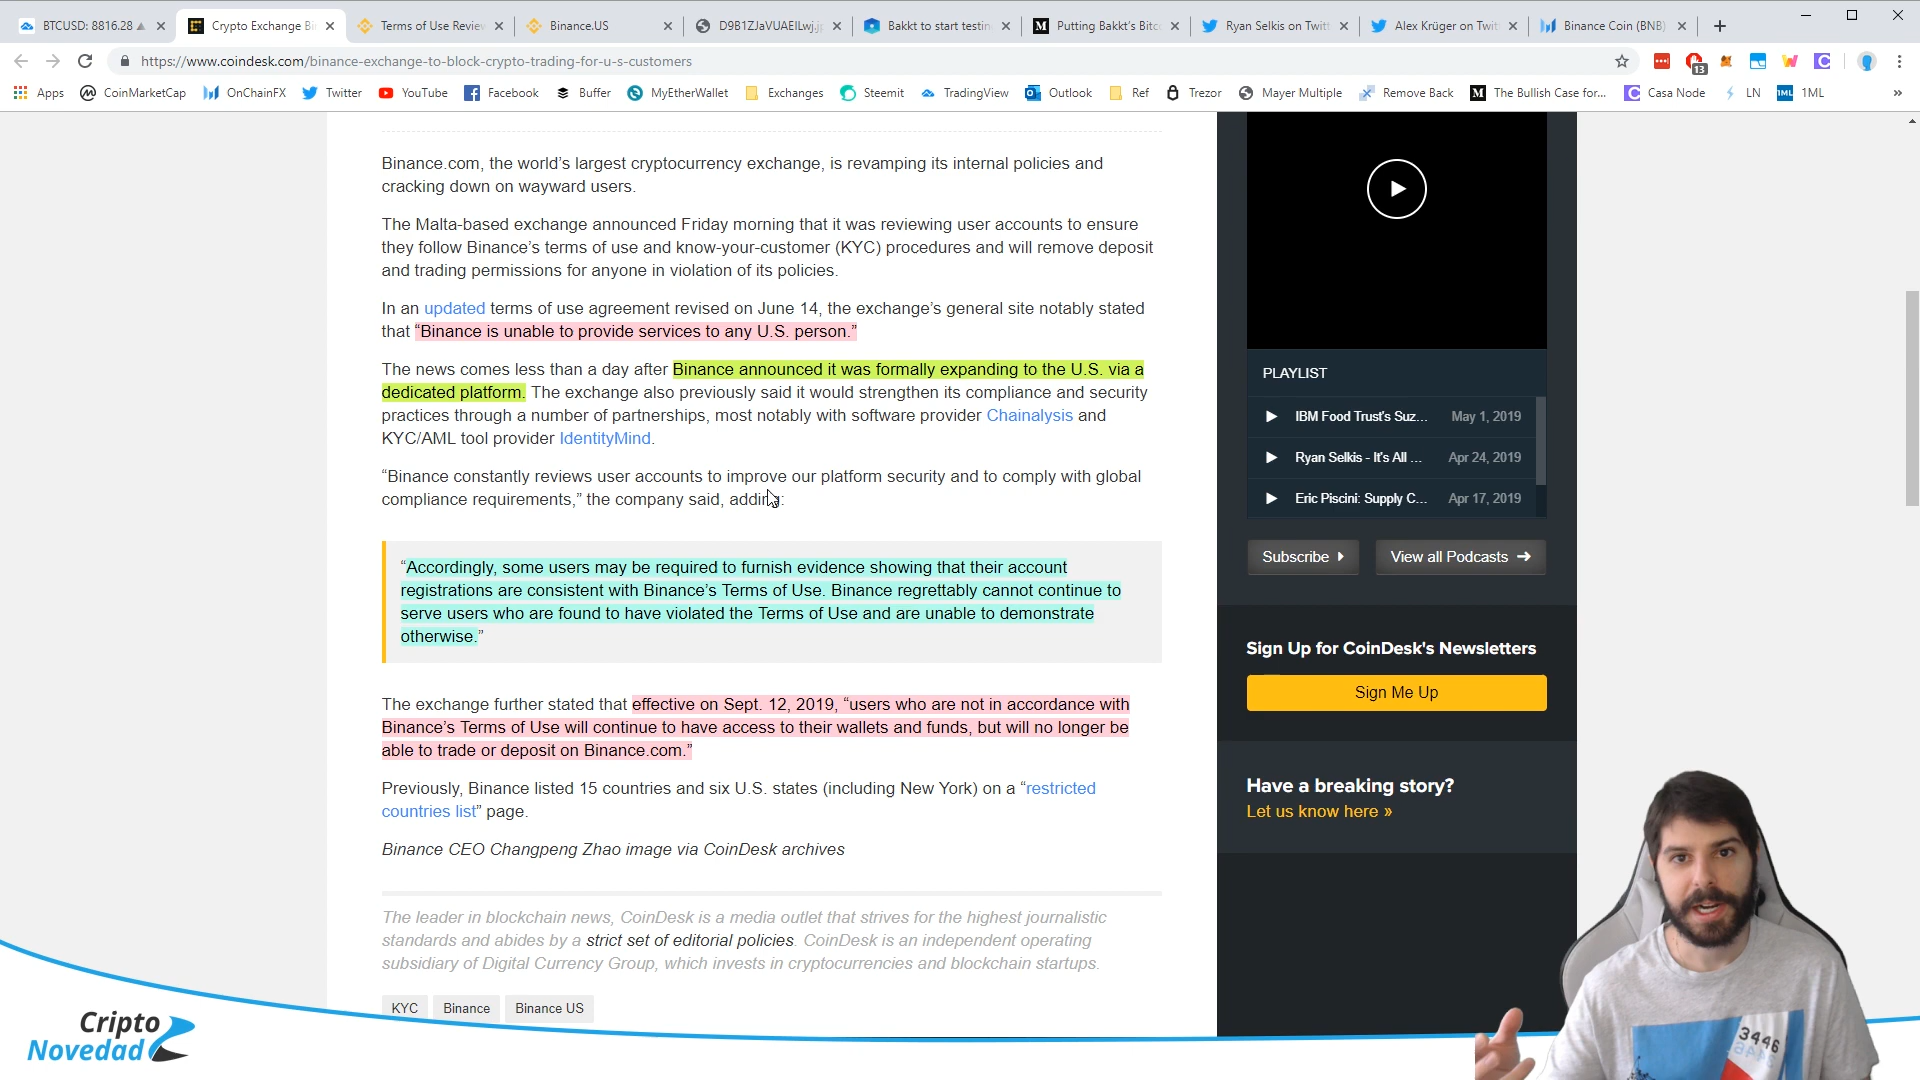 BTCUSD: 8816.28
Crypto Exchange Bi
Terms of Use Review
Binance.US
D9B1ZJaVUAEILwj.j
Bakkt to start testin
Putting Bakkt's Bitc
Ryan Selkis on Twit
Alex Krüger on Twit
Binance Coin (BNB)
https://www.coindesk.com/binance-exchange-to-block-crypto-trading-for-u-s-customers
13
Apps
CoinMarketCap
OnChainFX
Twitter
YouTube
Facebook
Buffer
MyEtherWallet
Exchanges
Steemit
TradingView
Outlook
Ref
Trezor
Mayer Multiple
Remove Back
The Bullish Case for...
Casa Node
LN
1ML
1ML
Binance.com, the world's largest cryptocurrency exchange, is revamping its internal policies and
cracking down on wayward users.
The Malta-based exchange announced Friday morning that it was reviewing user accounts to ensure
they follow Binance's terms of use and know-your-customer (KYC) procedures and will remove deposit
and trading permissions for anyone in violation of its policies.
In an updated terms of use agreement revised on June 14, the exchange's general site notably stated
that “Binance is unable to provide services to any U.S. person.”
The news comes less than a day after Binance announced it was formally expanding to the U.S. via a
dedicated platform. The exchange also previously said it would strengthen its compliance and security
practices through a number of partnerships, most notably with software provider Chainalysis and
KYC/AML tool provider IdentityMind.
“Binance constantly reviews user accounts to improve our platform security and to comply with global
compliance requirements,” the company said, adding:
“Accordingly, some users may be required to furnish evidence showing that their account
registrations are consistent with Binance's Terms of Use. Binance regrettably cannot continue to
serve users who are found to have violated the Terms of Use and are unable to demonstrate
otherwise.”
The exchange further stated that effective on Sept. 12, 2019, “users who are not in accordance with
Binance's Terms of Use will continue to have access to their wallets and funds, but will no longer be
able to trade or deposit on Binance.com.”
Previously, Binance listed 15 countries and six U.S. states (including New York) on a “restricted
countries list” page.
Binance CEO Changpeng Zhao image via CoinDesk archives
The leader in blockchain news, CoinDesk is a media outlet that strives for the highest journalistic
standards and abides by a strict set of editorial policies. CoinDesk is an independent operating
subsidiary of Digital Currency Group, which invests in cryptocurrencies and blockchain startups.
KYC
Binance
Binance US
PLAYLIST
IBM Food Trust's Suz... May 1, 2019
Ryan Selkis - It's All ... Apr 24, 2019
Eric Piscini: Supply C... Apr 17, 2019
Subscribe
View all Podcasts
Sign Up for CoinDesk's Newsletters
Sign Me Up
Have a breaking story?
Let us know here »
Cripto
Novedad
3446